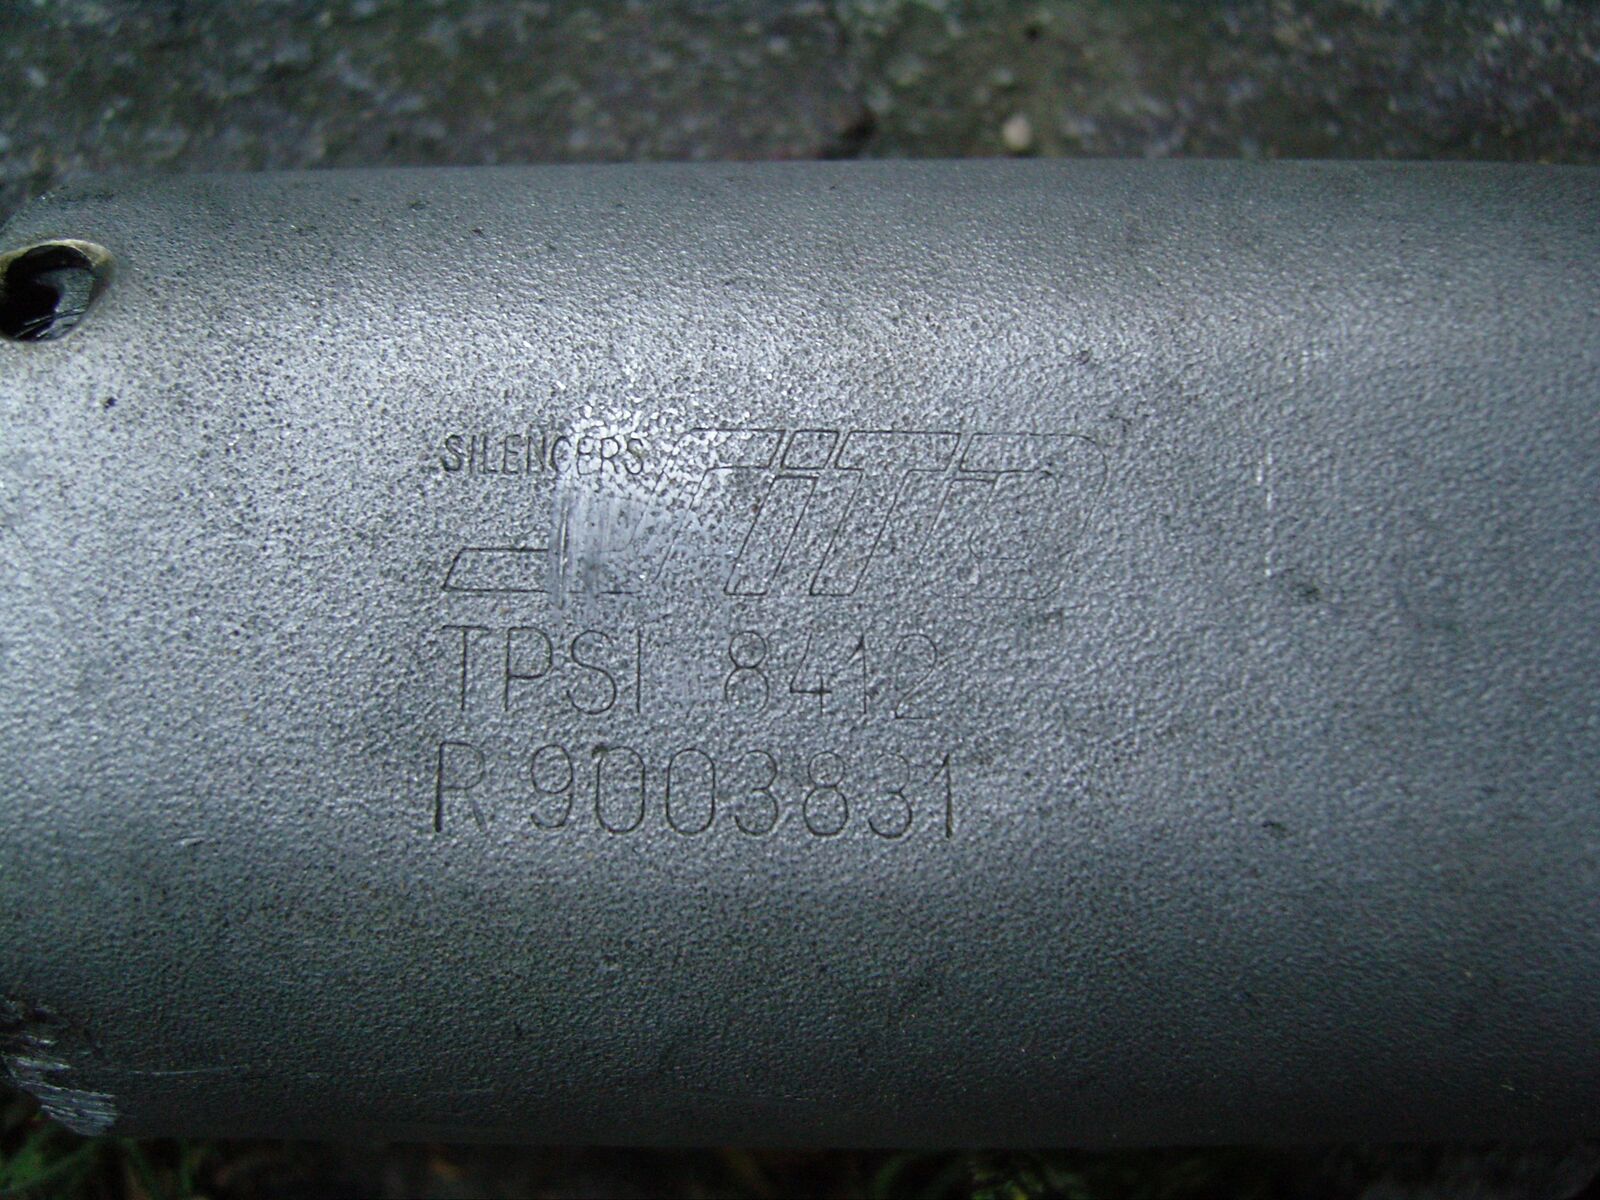 SILENCERS
TPSI 8412
R 9003831